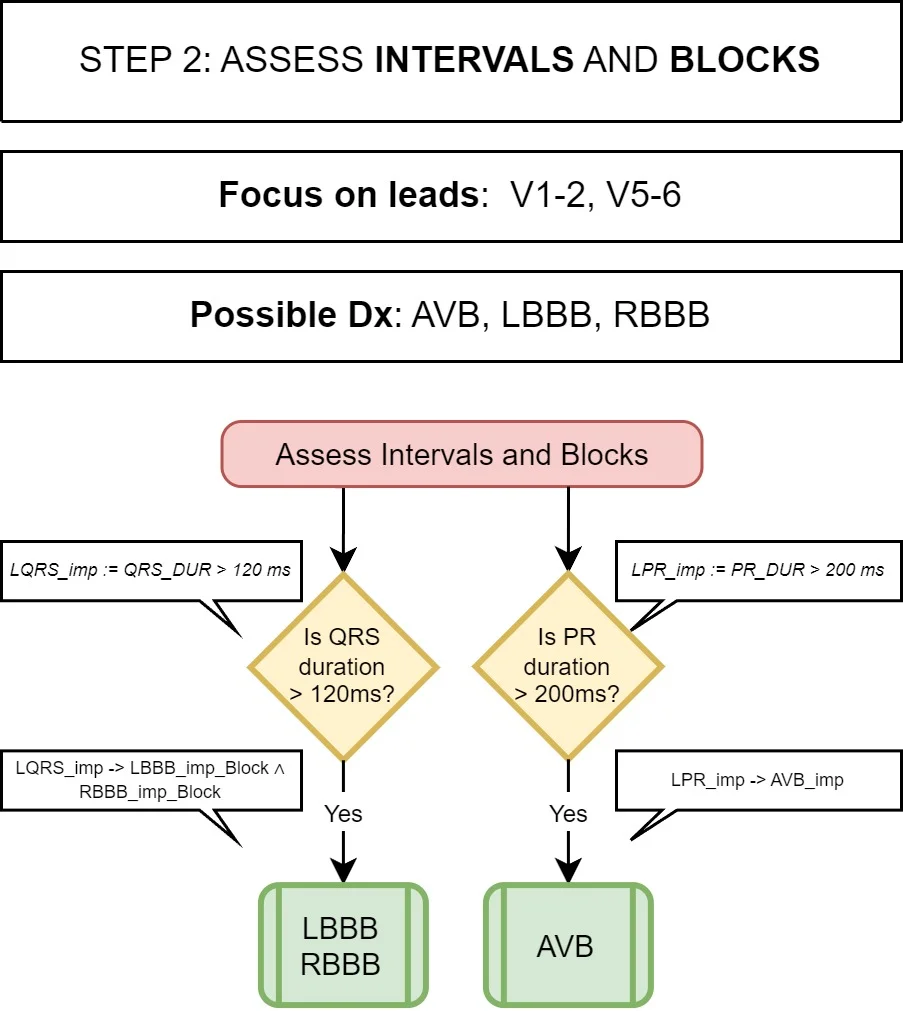 STEP 2: ASSESS INTERVALS AND BLOCKS
Focus on leads:  V1-2, V5-6
Possible Dx: AVB, LBBB, RBBB
Assess Intervals and Blocks
LQRS_imp := QRS_DUR > 120 ms
LPR_imp := PR_DUR > 200 ms
Is QRS
duration
> 120ms?
Is PR
duration
> 200ms?
LQRS_imp -> LBBB_imp_Block ∧
RBBB_imp_Block
LPR_imp -> AVB_imp
Yes
Yes
LBBB
RBBB
AVB